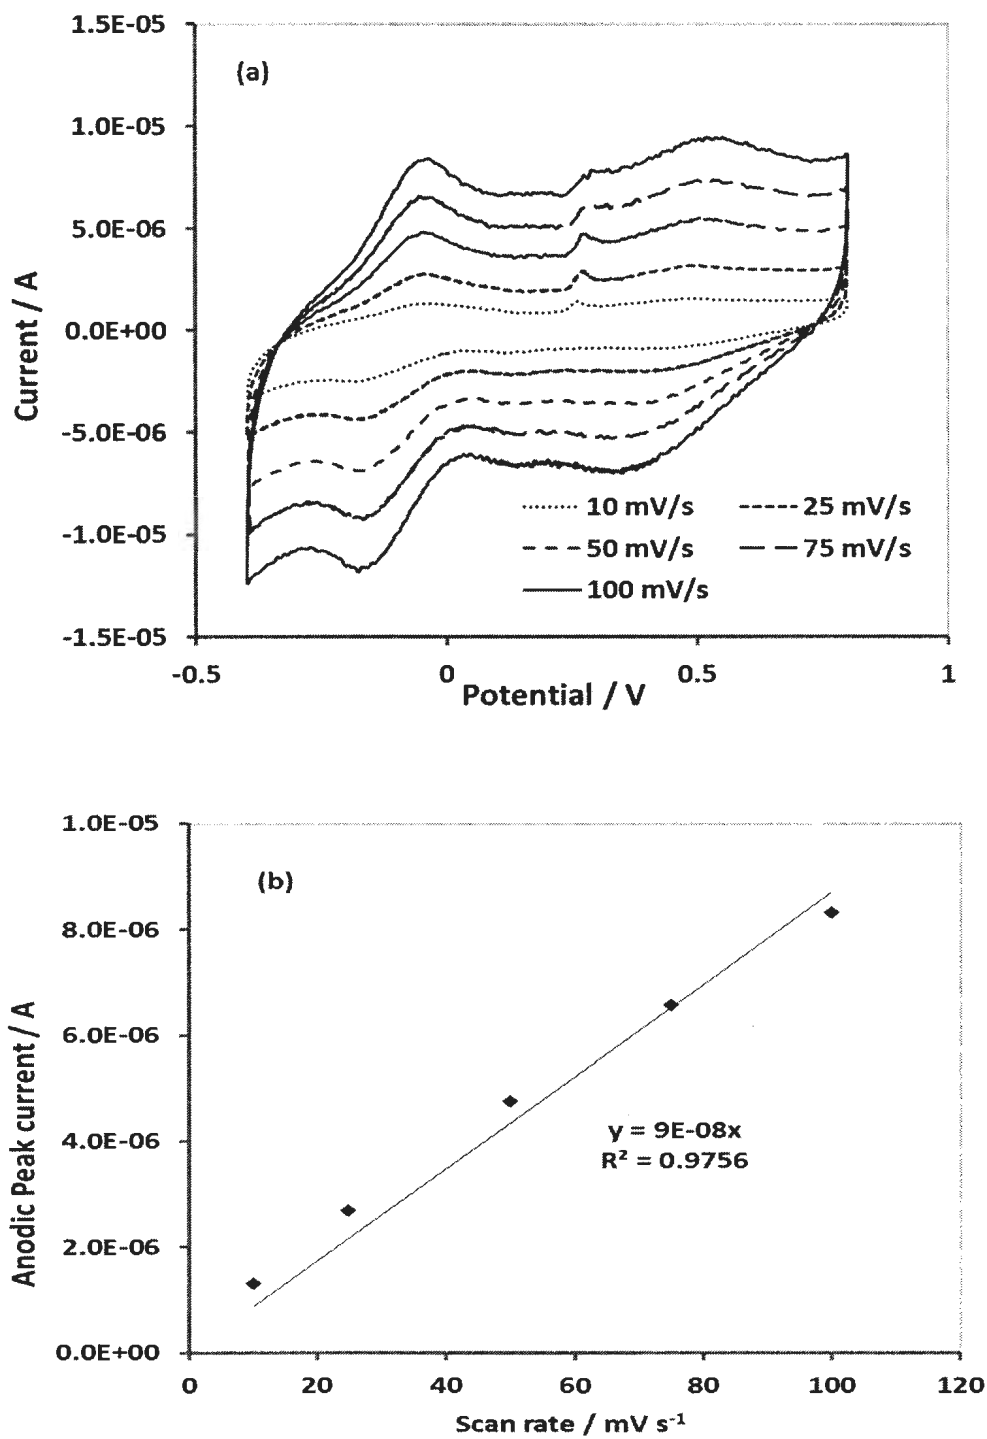 1.5E-05
(a)
1.0E-05
5.0E-06
0.0E+00
-5.0E-06
-1.0E-05
-1.5E-05
Current / A
10 mV/s 25 mV/s
50 mV/s 75 mV/s
100 mV/s
-0.5 0 0.5 1
Potential / V
1.0E-05
(b)
8.0E-06
6.0E-06
4.0E-06
2.0E-06
0.0E+00
Anodic Peak current / A
y = 9E-08x
R² = 0.9756
0 20 40 60 80 100 120
Scan rate / mV s⁻¹